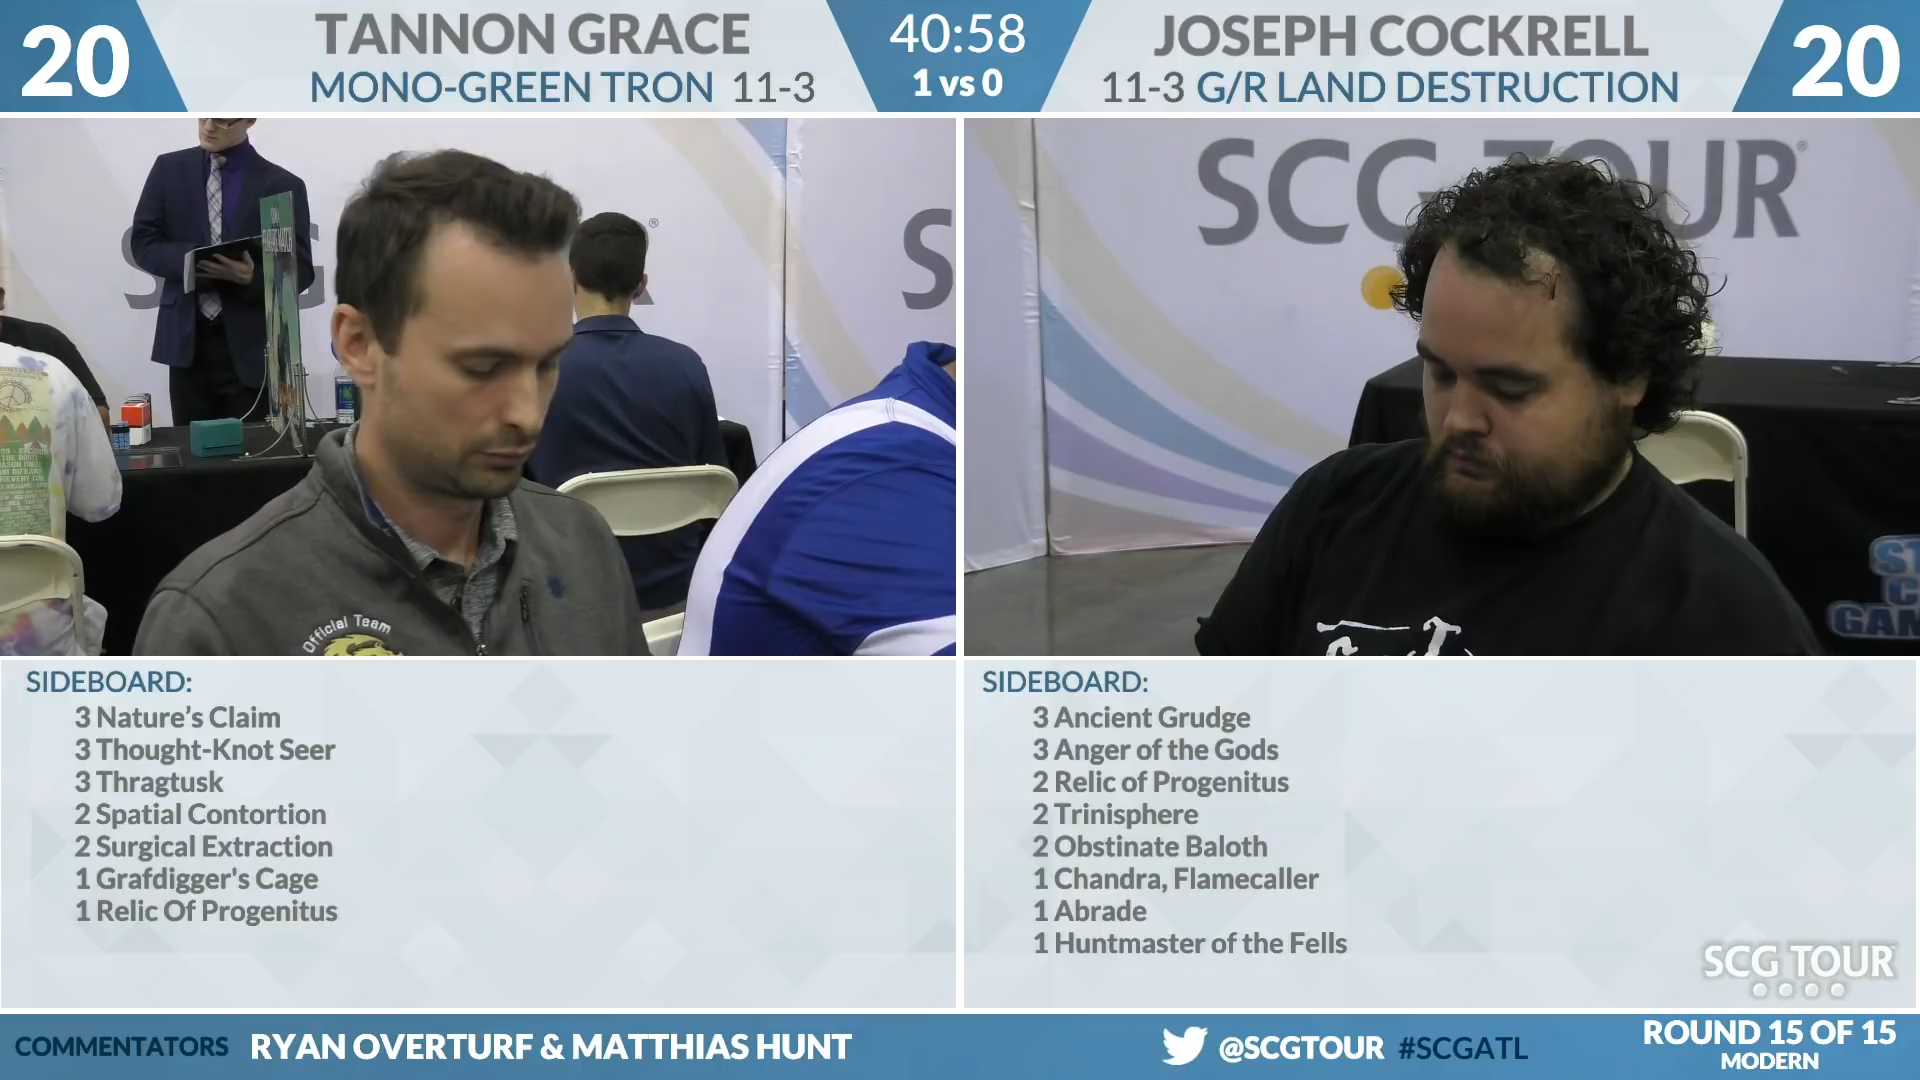 20
TANNON GRACE
MONO-GREEN TRON 11-3
40:58
1 vs 0
JOSEPH COCKRELL
11-3 G/R LAND DESTRUCTION
20
SCG TOUR®
Official Team
SIDEBOARD:
3 Nature's Claim
3 Thought-Knot Seer
3 Thragtusk
2 Spatial Contortion
2 Surgical Extraction
1 Grafdigger's Cage
1 Relic Of Progenitus
SIDEBOARD:
3 Ancient Grudge
3 Anger of the Gods
2 Relic of Progenitus
2 Trinisphere
2 Obstinate Baloth
1 Chandra, Flamecaller
1 Abrade
1 Huntmaster of the Fells
SCG TOUR
COMMENTATORS RYAN OVERTURF & MATTHIAS HUNT
@SCGTOUR #SCGATL
ROUND 15 OF 15
MODERN